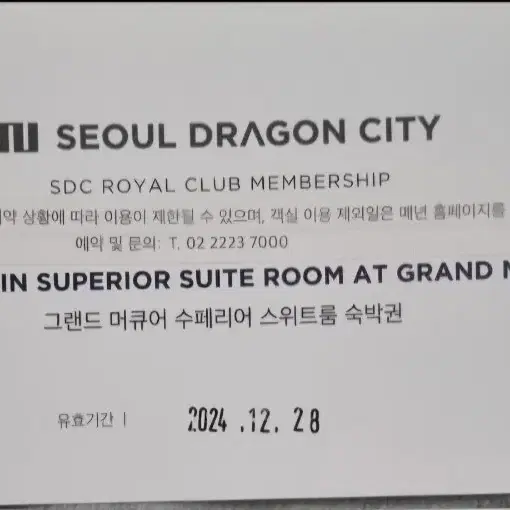 SEOUL DRAGON CITY
SDC ROYAL CLUB MEMBERSHIP
약 상황에 따라 이용이 제한될 수 있으며, 객실 이용 제외일은 매년 홈페이지를
예약 및 문의: T. 02 2223 7000
IN SUPERIOR SUITE ROOM AT GRAND
그랜드 머큐어 수페리어 스위트룸 숙박권
유효기간 | 2024 .12. 28